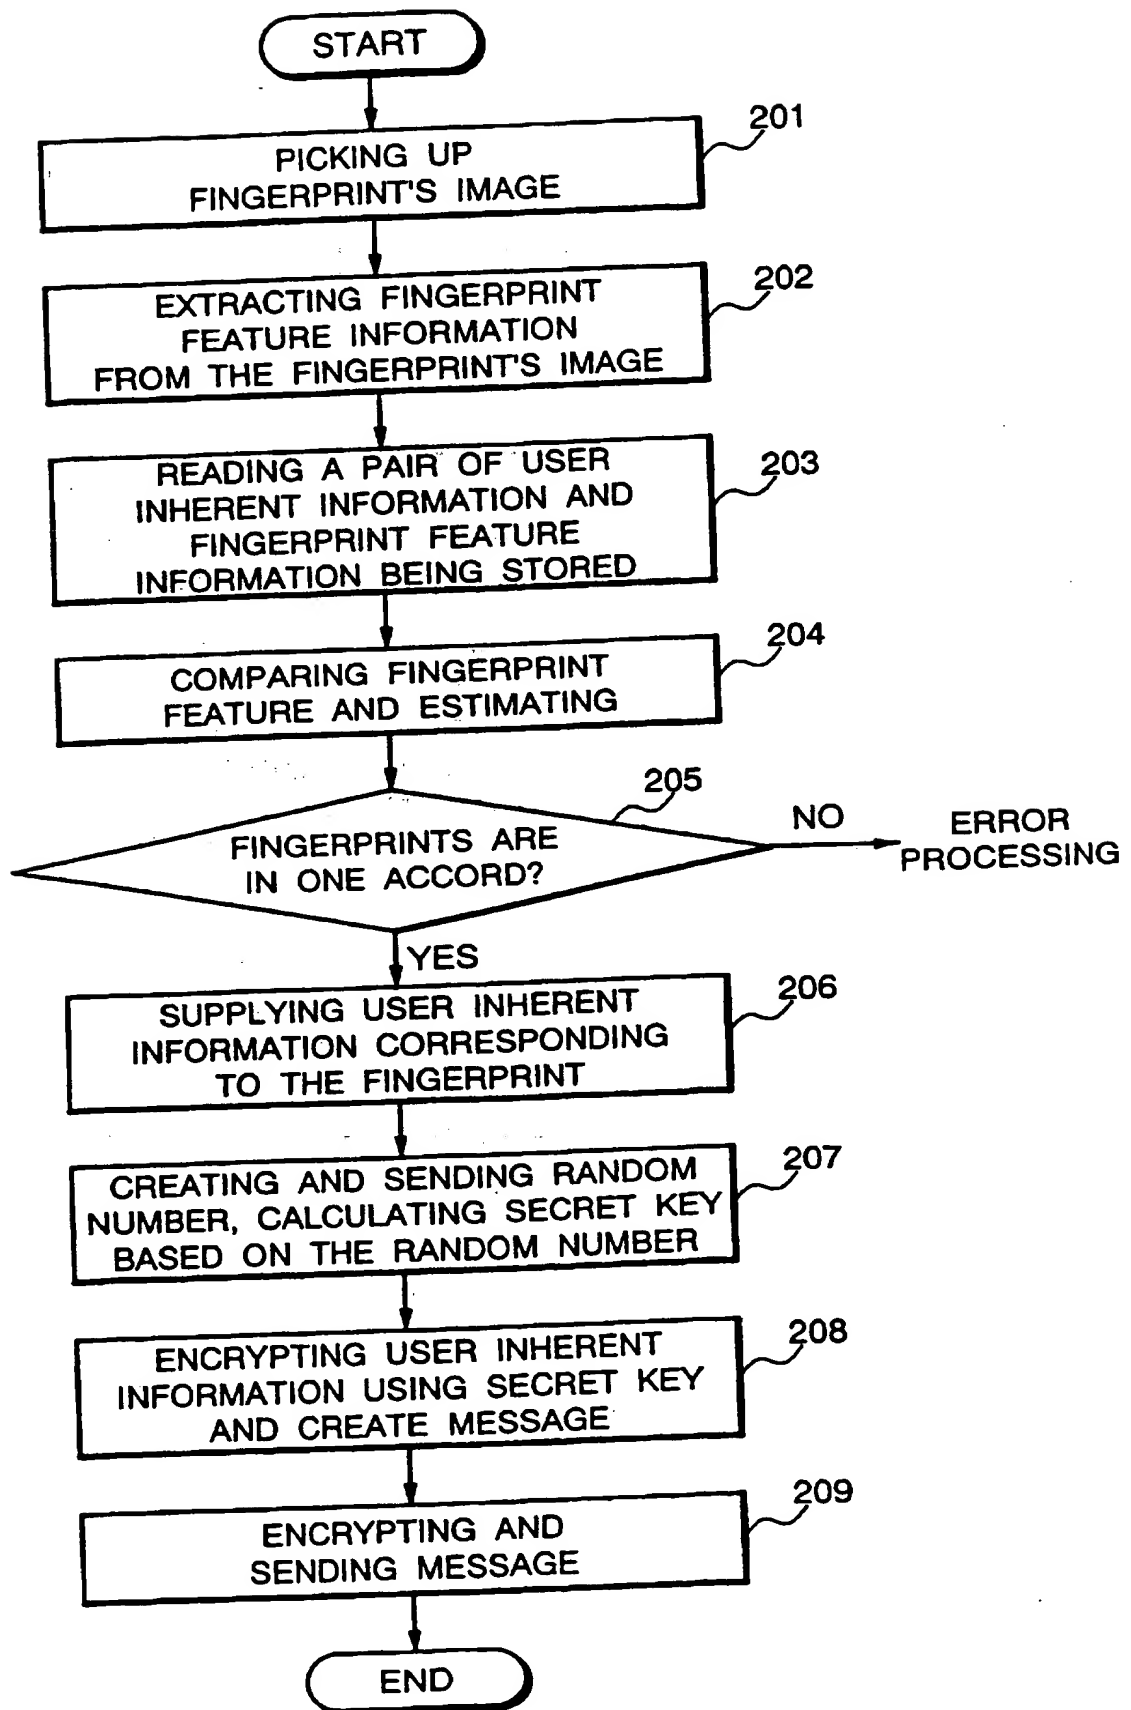 START
201
PICKING UP
FINGERPRINT'S IMAGE
202
EXTRACTING FINGERPRINT
FEATURE INFORMATION
FROM THE FINGERPRINT'S IMAGE
203
READING A PAIR OF USER
INHERENT INFORMATION AND
FINGERPRINT FEATURE
INFORMATION BEING STORED
204
COMPARING FINGERPRINT
FEATURE AND ESTIMATING
205
FINGERPRINTS ARE
IN ONE ACCORD?
NO
ERROR
PROCESSING
YES
206
SUPPLYING USER INHERENT
INFORMATION CORRESPONDING
TO THE FINGERPRINT
207
CREATING AND SENDING RANDOM
NUMBER, CALCULATING SECRET KEY
BASED ON THE RANDOM NUMBER
208
ENCRYPTING USER INHERENT
INFORMATION USING SECRET KEY
AND CREATE MESSAGE
209
ENCRYPTING AND
SENDING MESSAGE
END